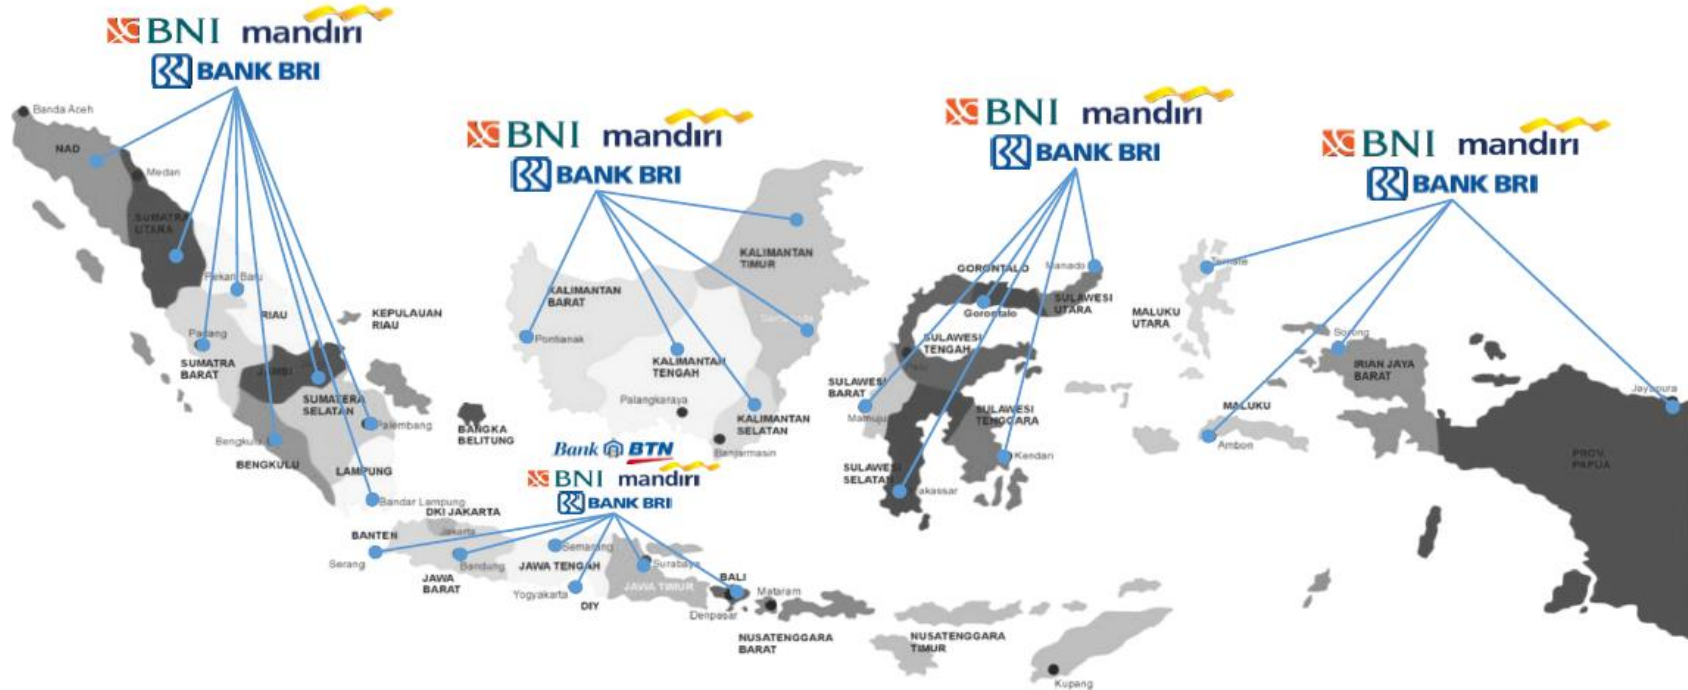 BNI mandiri
BANK BRI
BNI mandiri
BANK BRI
BNI mandiri
BANK BRI
BNI mandiri
BANK BRI
Banda Aceh
NAD
Medan
SUMATRA
UTARA
Pekan Baru
RIAU
KEPULAUAN
RIAU
Padang
SUMATRA
BARAT
JAMBI
SUMATERA
SELATAN
Palembang
BANGKA
BELITUNG
Bengkulu
BENGKULU
LAMPUNG
Bandar Lampung
KALIMANTAN
TIMUR
KALIMANTAN
BARAT
Pontianak
Samarinda
KALIMANTAN
TENGAH
Palangkaraya
KALIMANTAN
SELATAN
Banjarmasin
GORONTALO
Manado
SULAWESI
UTARA
Gorontalo
SULAWESI
TENGAH
Palu
SULAWESI
BARAT
Mamuju
SULAWESI
TENGGARA
Kendari
SULAWESI
SELATAN
Makassar
Ternate
MALUKU
UTARA
Sorong
IRIAN JAYA
BARAT
MALUKU
Ambon
Jayapura
PROV.
PAPUA
Bank BTN
BNI mandiri
BANK BRI
DKI JAKARTA
Jakarta
BANTEN
Serang
Bandung
JAWA
BARAT
Semarang
JAWA TENGAH
Yogyakarta
DIY
Surabaya
JAWA TIMUR
BALI
Denpasar
Mataram
NUSATENGGARA
BARAT
NUSATENGGARA
TIMUR
Kupang